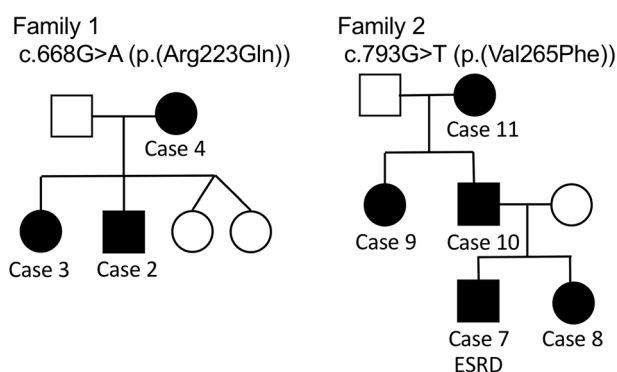 Family 1
c.668G>A (p.(Arg223Gln))
Case 4
Case 3
Case 2
Family 2
c.793G>T (p.(Val265Phe))
Case 11
Case 9
Case 10
Case 7
ESRD
Case 8